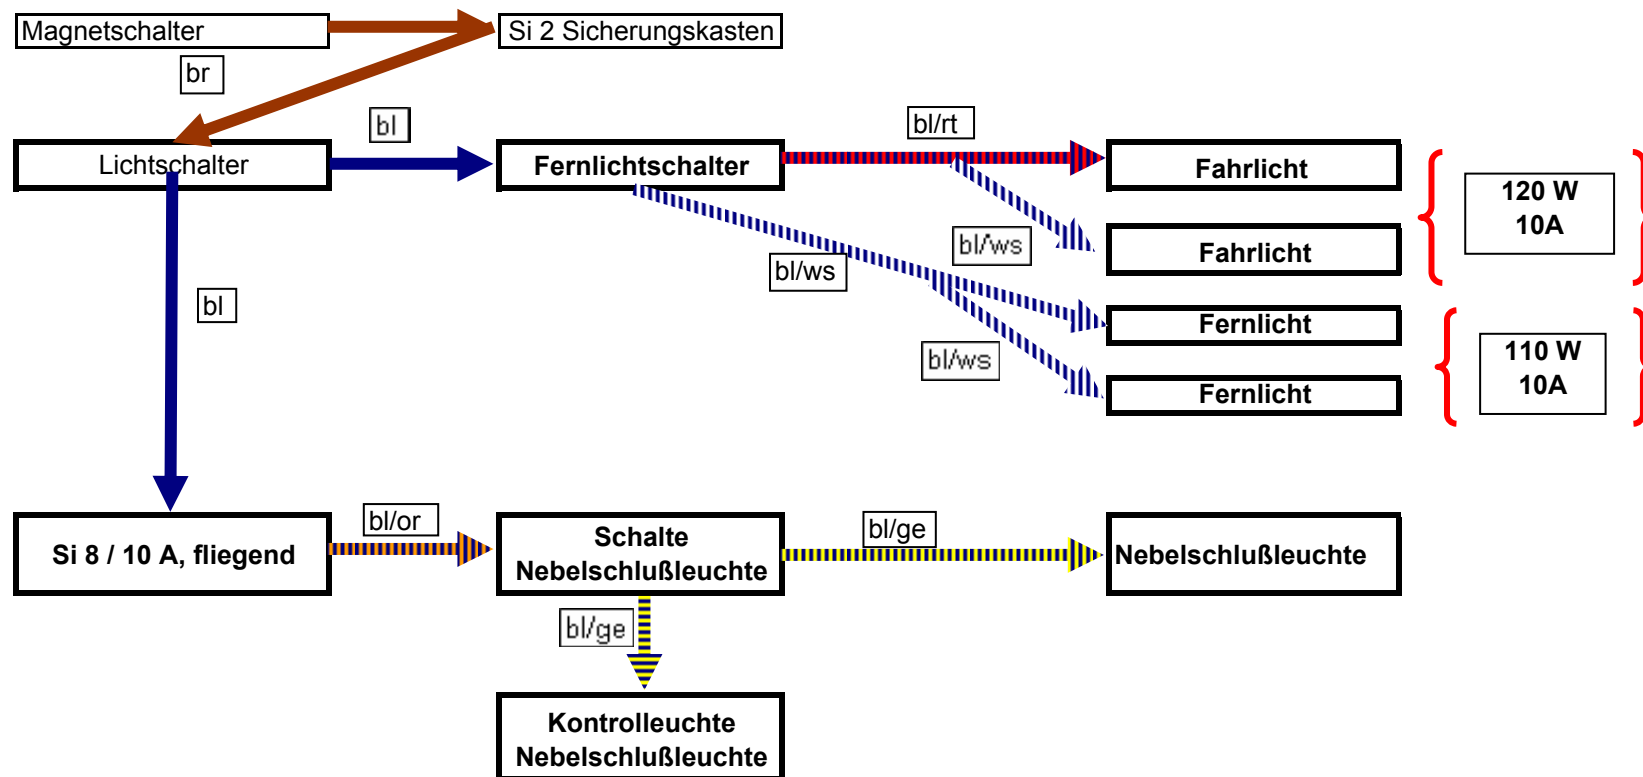 Magnetschalter
Si 2 Sicherungskasten
br
bl
bl/rt
Lichtschalter
Fernlichtschalter
Fahrlicht
120 W
10A
bl/ws
Fahrlicht
bl/ws
bl
Fernlicht
110 W
10A
bl/ws
Fernlicht
bl/or
bl/ge
Si 8 / 10 A, fliegend
Schalte
Nebelschlußleuchte
Nebelschlußleuchte
bl/ge
Kontrolleuchte
Nebelschlußleuchte